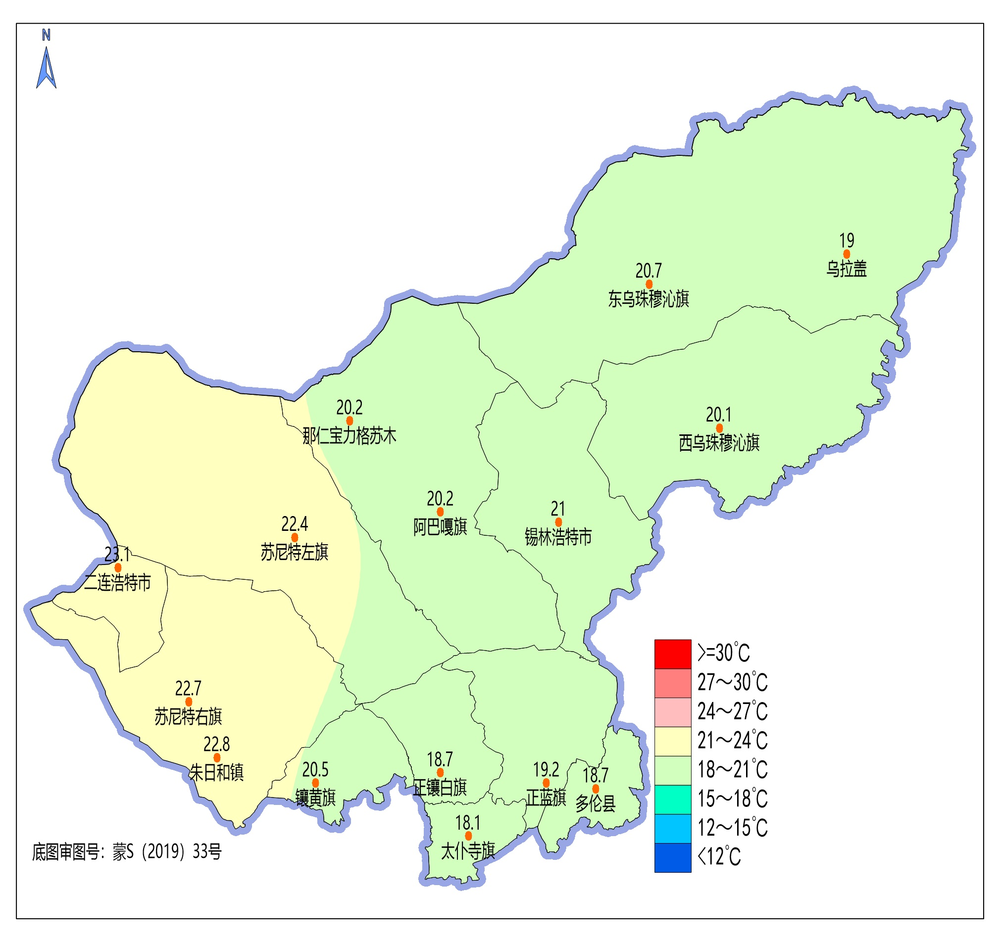 N
19
乌拉盖
20.7
东乌珠穆沁旗
20.2
那仁宝力格苏木
20.1
西乌珠穆沁旗
20.2
阿巴嘎旗
21
锡林浩特市
22.4
苏尼特左旗
23.1
二连浩特市
22.7
苏尼特右旗
22.8
朱日和镇
20.5
镶黄旗
18.7
正镶白旗
19.2
正蓝旗
18.7
多伦县
18.1
太仆寺旗
>=30℃
27～30℃
24～27℃
21～24℃
18～21℃
15～18℃
12～15℃
<12℃
底图审图号：蒙S（2019）33号